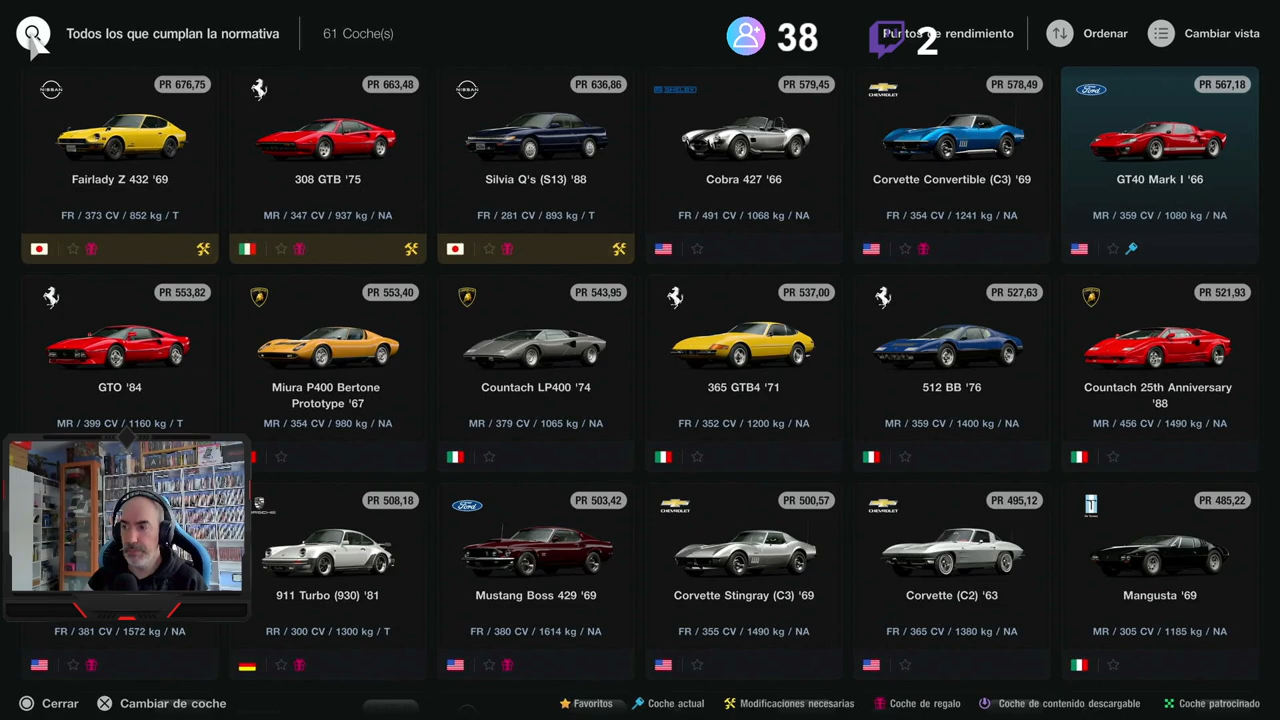 Todos los que cumplan la normativa
61 Coche(s)
38
2
Puntos de rendimiento
Ordenar
Cambiar vista
NISSAN
PR 676,75
Fairlady Z 432 '69
FR / 373 CV / 852 kg / T
PR 663,48
308 GTB '75
MR / 347 CV / 937 kg / NA
NISSAN
PR 636,86
Silvia Q's (S13) '88
FR / 281 CV / 893 kg / T
SHELBY
PR 579,45
Cobra 427 '66
FR / 491 CV / 1068 kg / NA
CHEVROLET
PR 578,49
Corvette Convertible (C3) '69
FR / 354 CV / 1241 kg / NA
Ford
PR 567,18
GT40 Mark I '66
MR / 359 CV / 1080 kg / NA
PR 553,82
GTO '84
MR / 399 CV / 1160 kg / T
PR 553,40
Miura P400 Bertone
Prototype '67
MR / 354 CV / 980 kg / NA
PR 543,95
Countach LP400 '74
MR / 379 CV / 1065 kg / NA
PR 537,00
365 GTB4 '71
FR / 352 CV / 1200 kg / NA
PR 527,63
512 BB '76
MR / 359 CV / 1400 kg / NA
PR 521,93
Countach 25th Anniversary
'88
MR / 456 CV / 1490 kg / NA
FR / 381 CV / 1572 kg / NA
PR 508,18
911 Turbo (930) '81
RR / 300 CV / 1300 kg / T
Ford
PR 503,42
Mustang Boss 429 '69
FR / 380 CV / 1614 kg / NA
CHEVROLET
PR 500,57
Corvette Stingray (C3) '69
FR / 355 CV / 1490 kg / NA
CHEVROLET
PR 495,12
Corvette (C2) '63
FR / 365 CV / 1380 kg / NA
PR 485,22
Mangusta '69
MR / 305 CV / 1185 kg / NA
Cerrar
Cambiar de coche
Favoritos
Coche actual
Modificaciones necesarias
Coche de regalo
Coche de contenido descargable
Coche patrocinado